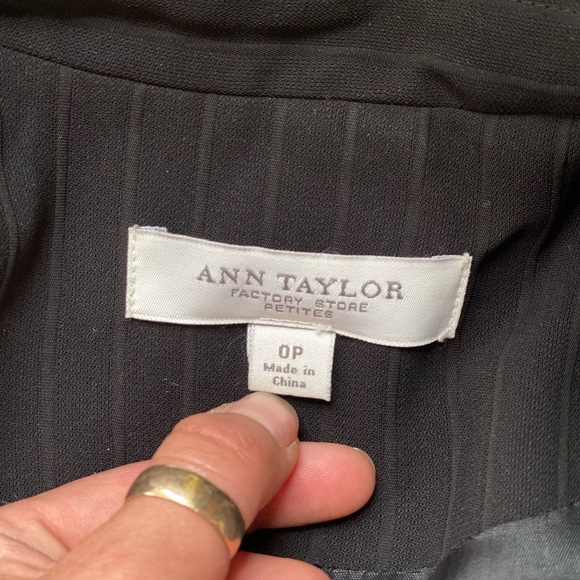 ANN TAYLOR
FACTORY STORE
PETITES
0P
Made in
China